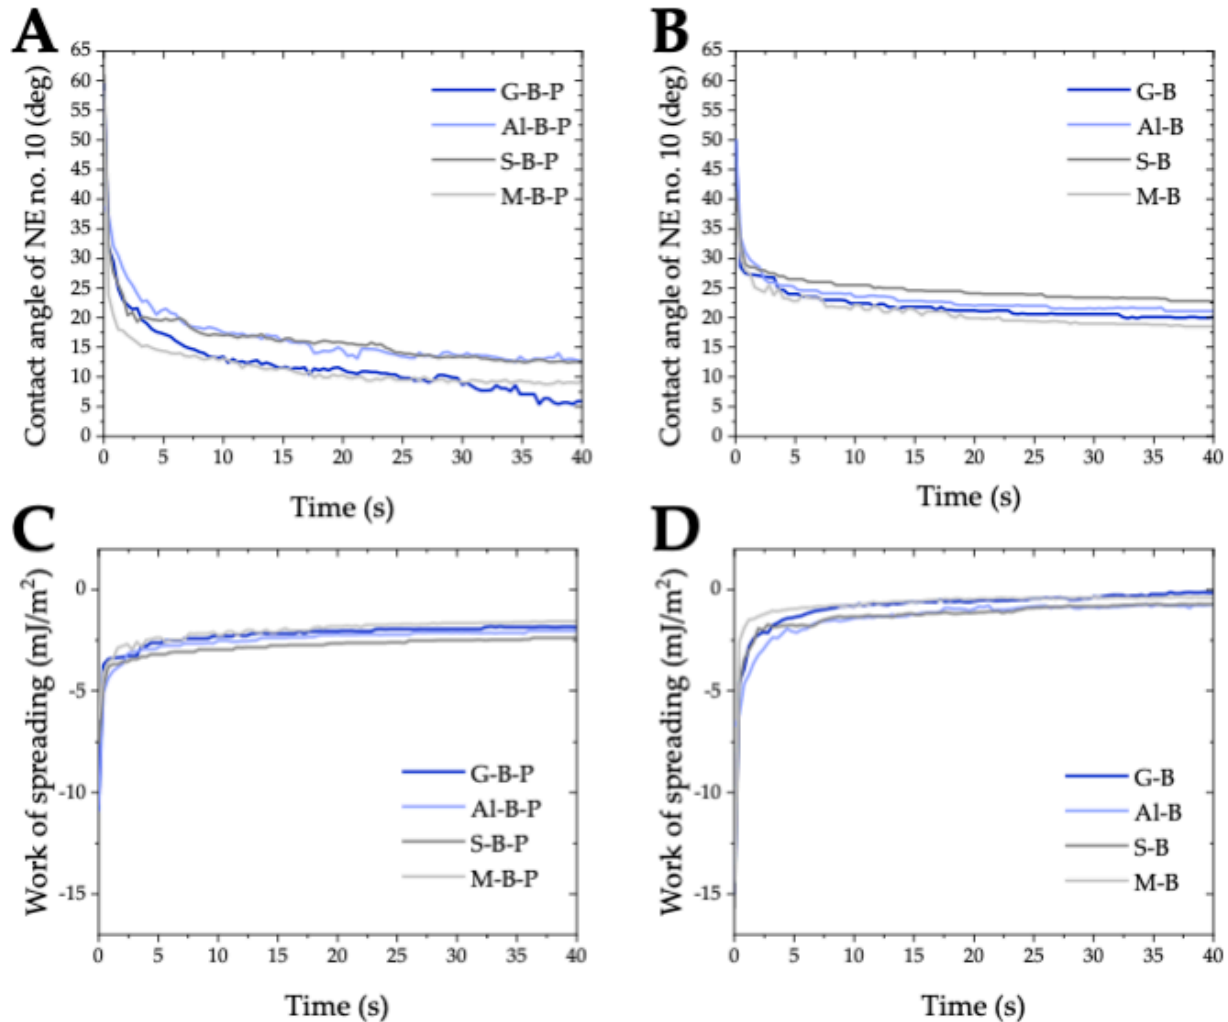 A
Contact angle of NE no. 10 (deg)
65
60
55
50
45
40
35
30
25
20
15
10
5
0
G-B-P
Al-B-P
S-B-P
M-B-P
0 5 10 15 20 25 30 35 40
Time (s)
B
Contact angle of NE no. 10 (deg)
65
60
55
50
45
40
35
30
25
20
15
10
5
0
G-B
Al-B
S-B
M-B
0 5 10 15 20 25 30 35 40
Time (s)
C
Work of spreading (mJ/m²)
0
-5
-10
-15
G-B-P
Al-B-P
S-B-P
M-B-P
0 5 10 15 20 25 30 35 40
Time (s)
D
Work of spreading (mJ/m²)
0
-5
-10
-15
G-B
Al-B
S-B
M-B
0 5 10 15 20 25 30 35 40
Time (s)